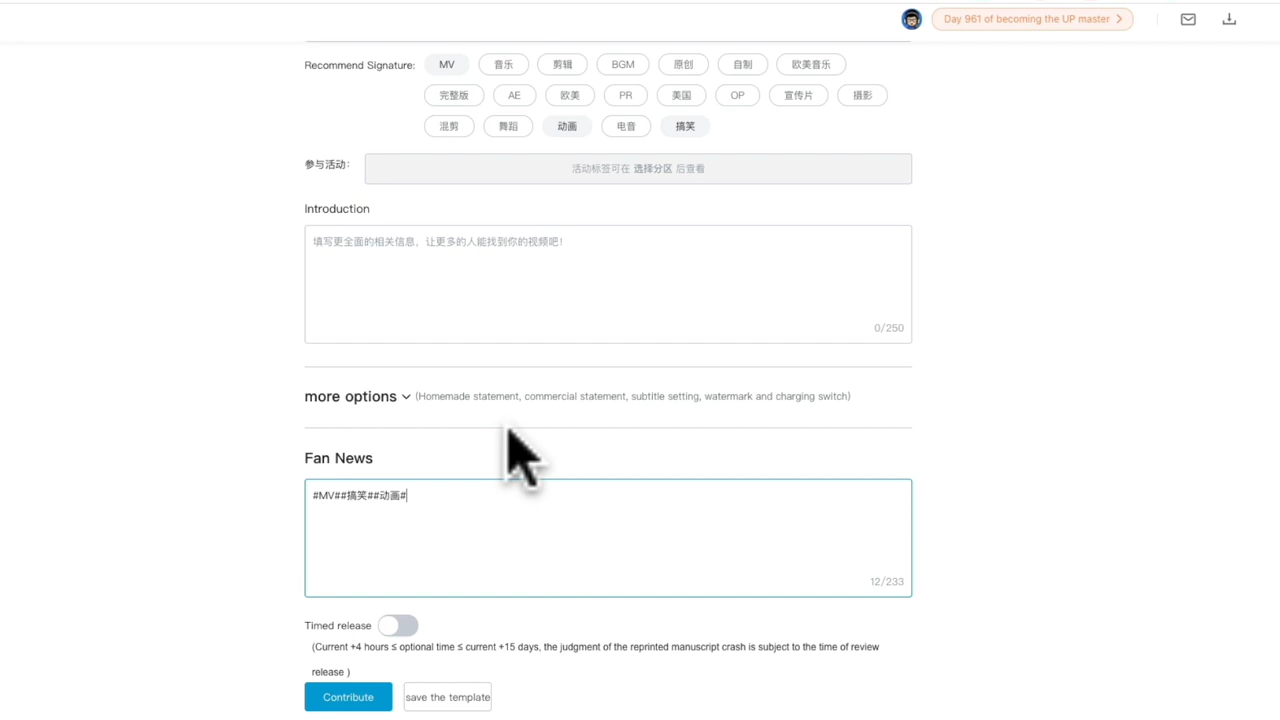 Day 961 of becoming the UP master
Recommend Signature: MV 音乐 剪辑 BGM 原创 自制 欧美音乐
完整版 AE 欧美 PR 美国 OP 宣传片 摄影
混剪 舞蹈 动画 电音 搞笑
参与活动: 活动标签可在 选择分区 后查看
Introduction
填写更全面的相关信息，让更多的人能找到你的视频吧！
0/250
more options (Homemade statement, commercial statement, subtitle setting, watermark and charging switch)
Fan News
#MV##搞笑##动画#
12/233
Timed release
(Current +4 hours ≤ optional time ≤ current +15 days, the judgment of the reprinted manuscript crash is subject to the time of review
release )
Contribute save the template